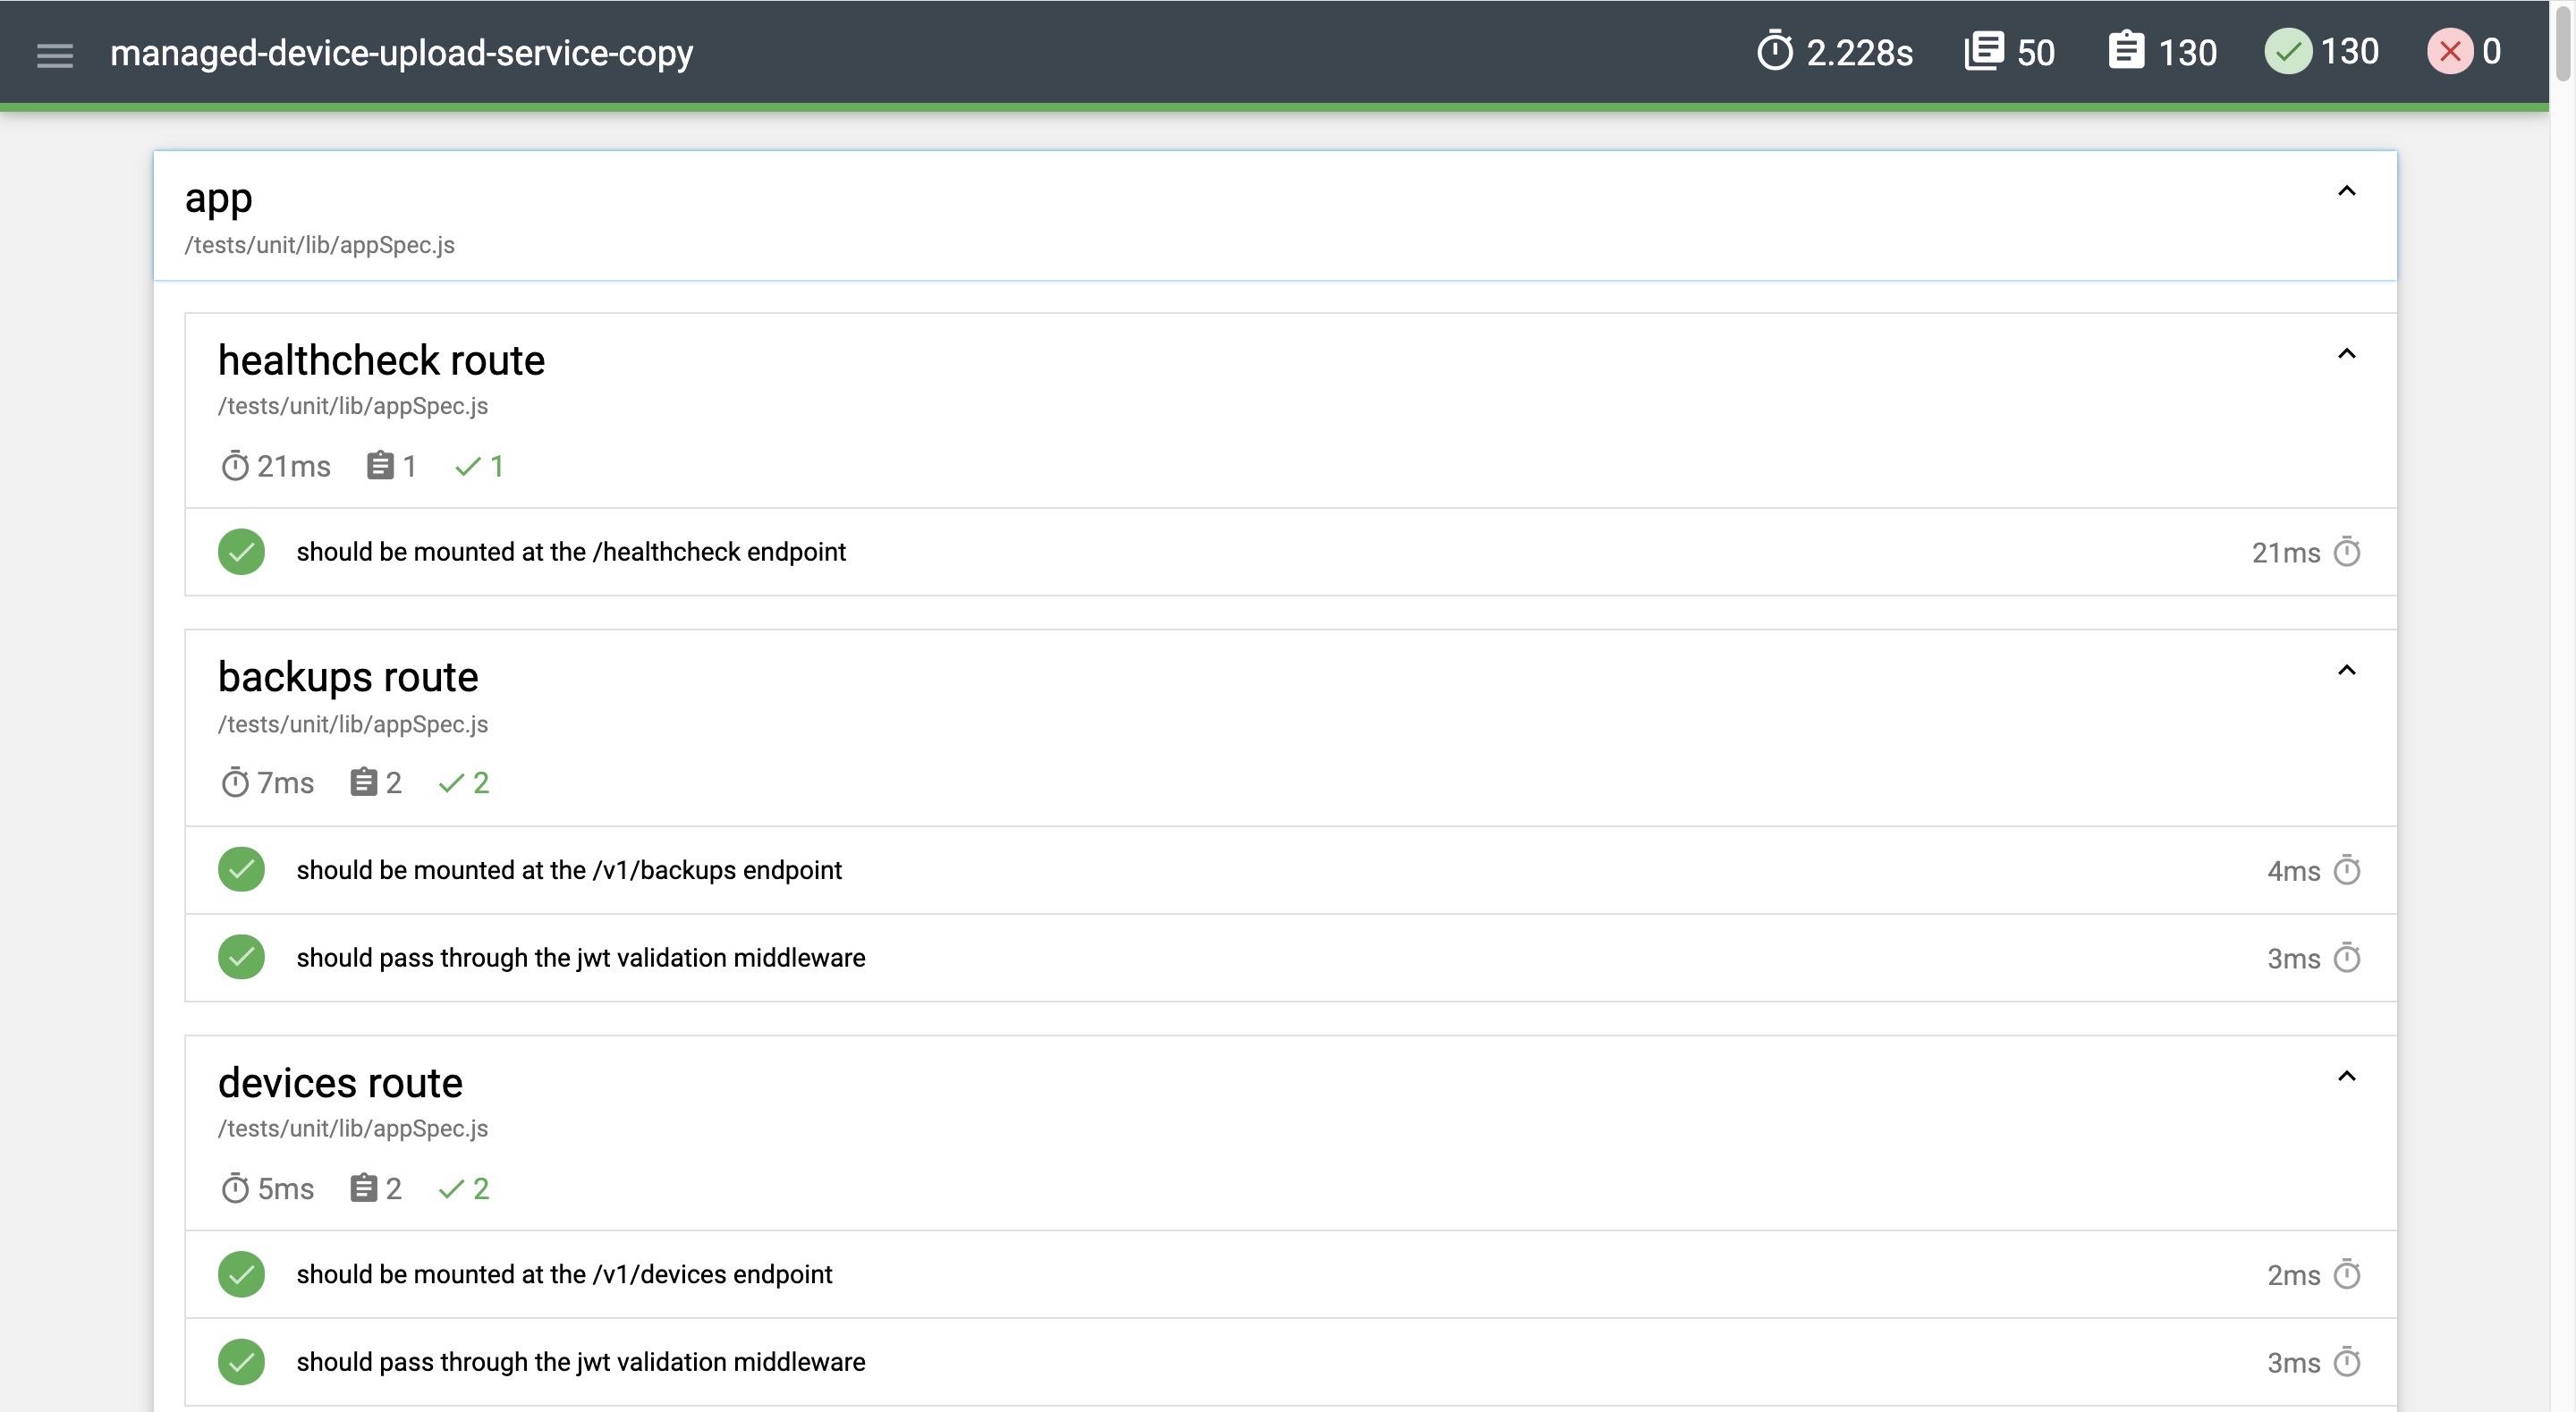 managed-device-upload-service-copy 2.228s 50 130 130 0
app
/tests/unit/lib/appSpec.js
healthcheck route
/tests/unit/lib/appSpec.js
21ms 1 1
should be mounted at the /healthcheck endpoint 21ms
backups route
/tests/unit/lib/appSpec.js
7ms 2 2
should be mounted at the /v1/backups endpoint 4ms
should pass through the jwt validation middleware 3ms
devices route
/tests/unit/lib/appSpec.js
5ms 2 2
should be mounted at the /v1/devices endpoint 2ms
should pass through the jwt validation middleware 3ms